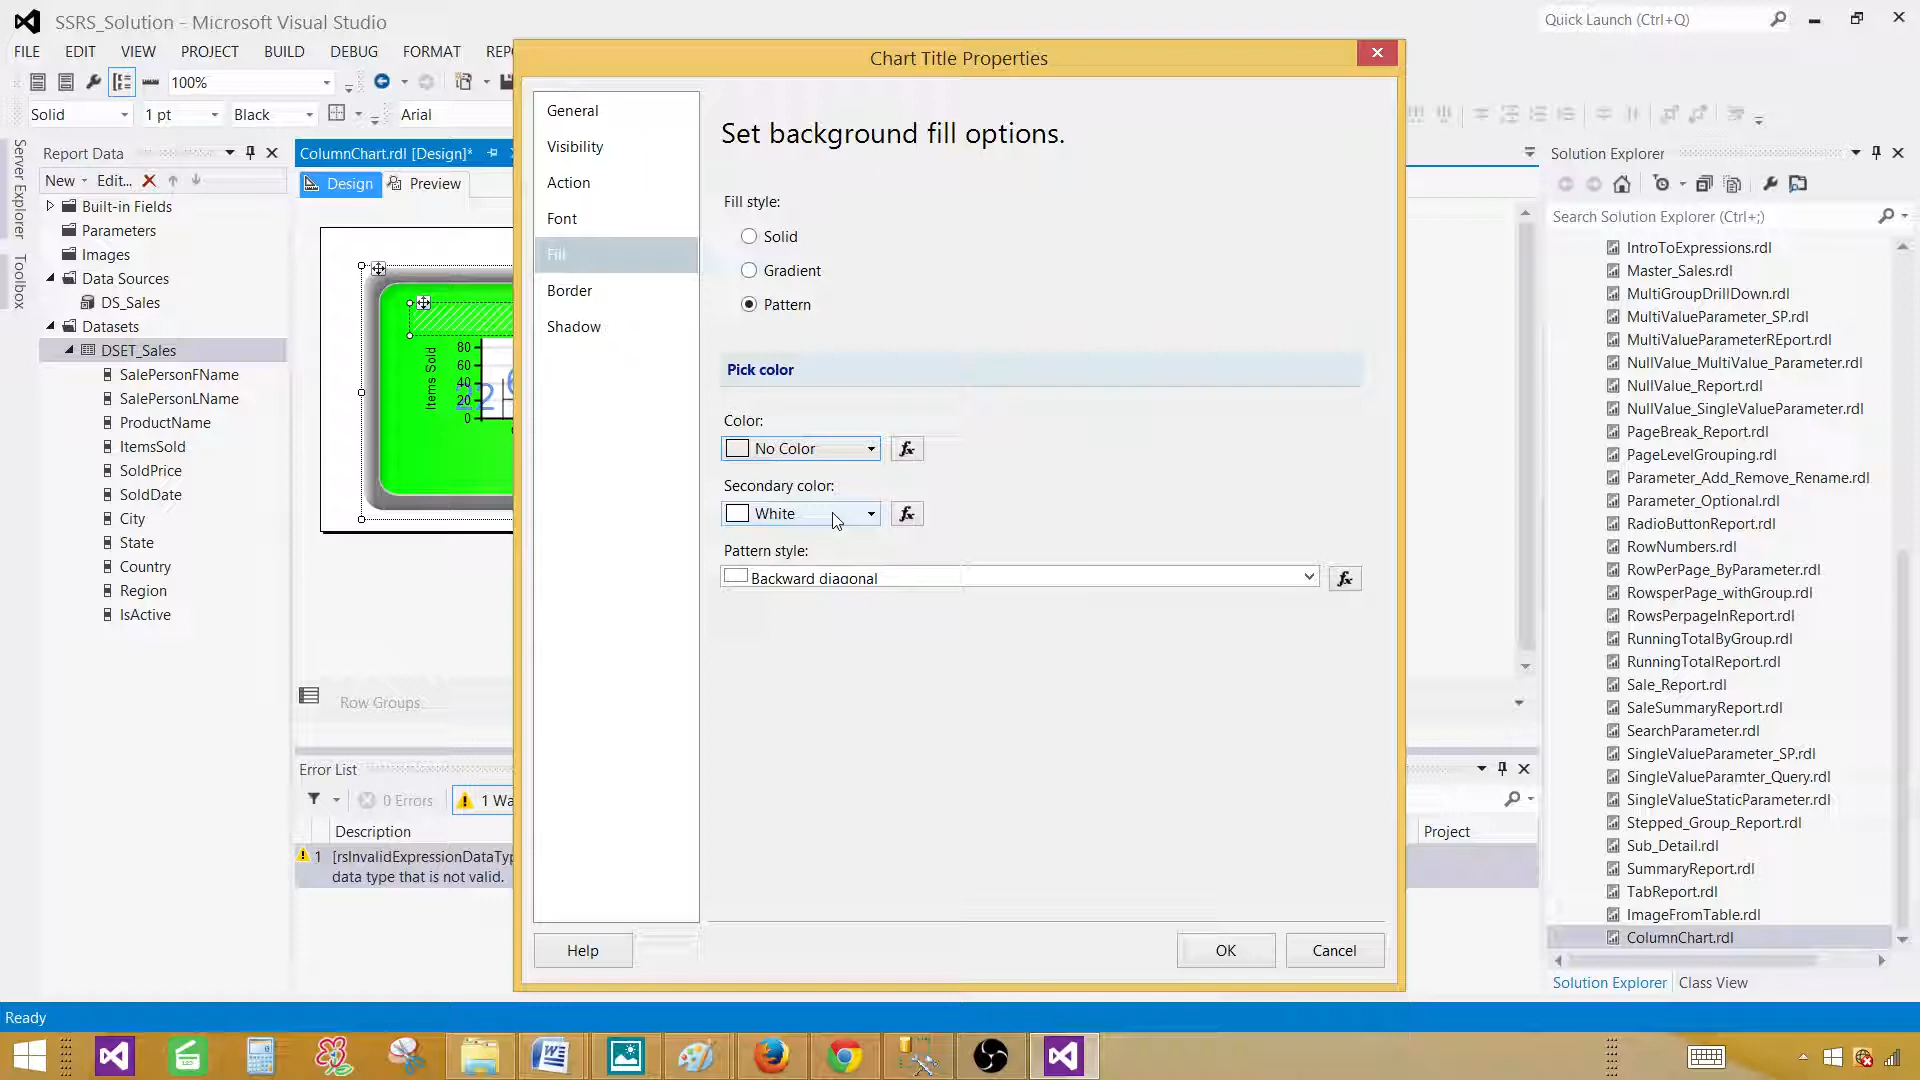 SSRS_Solution - Microsoft Visual Studio
Quick Launch (Ctrl+Q)
FILE EDIT VIEW PROJECT BUILD DEBUG FORMAT
100%
Solid 1 pt Black Arial
Server Explorer
Toolbox
Report Data
New Edit...
Built-in Fields
Parameters
Images
Data Sources
DS_Sales
Datasets
DSET_Sales
SalePersonFName
SalePersonLName
ProductName
ItemsSold
SoldPrice
SoldDate
City
State
Country
Region
IsActive
ColumnChart.rdl [Design]*
Design Preview
Items Sold
80
60
40
20
0
22
Row Groups
Error List
0 Errors
1 Wa
Description
Project
1 [rsInvalidExpressionDataTyp
data type that is not valid.
Chart Title Properties
General
Visibility
Action
Font
Fill
Border
Shadow
Set background fill options.
Fill style:
Solid
Gradient
Pattern
Pick color
Color:
No Color
fx
Secondary color:
White
fx
Pattern style:
Backward diagonal
fx
Help OK Cancel
Solution Explorer
Search Solution Explorer (Ctrl+;)
IntroToExpressions.rdl
Master_Sales.rdl
MultiGroupDrillDown.rdl
MultiValueParameter_SP.rdl
MultiValueParameterREport.rdl
NullValue_MultiValue_Parameter.rdl
NullValue_Report.rdl
NullValue_SingleValueParameter.rdl
PageBreak_Report.rdl
PageLevelGrouping.rdl
Parameter_Add_Remove_Rename.rdl
Parameter_Optional.rdl
RadioButtonReport.rdl
RowNumbers.rdl
RowPerPage_ByParameter.rdl
RowsperPage_withGroup.rdl
RowsPerpageInReport.rdl
RunningTotalByGroup.rdl
RunningTotalReport.rdl
Sale_Report.rdl
SaleSummaryReport.rdl
SearchParameter.rdl
SingleValueParameter_SP.rdl
SingleValueParamter_Query.rdl
SingleValueStaticParameter.rdl
Stepped_Group_Report.rdl
Sub_Detail.rdl
SummaryReport.rdl
TabReport.rdl
ImageFromTable.rdl
ColumnChart.rdl
Solution Explorer Class View
Ready